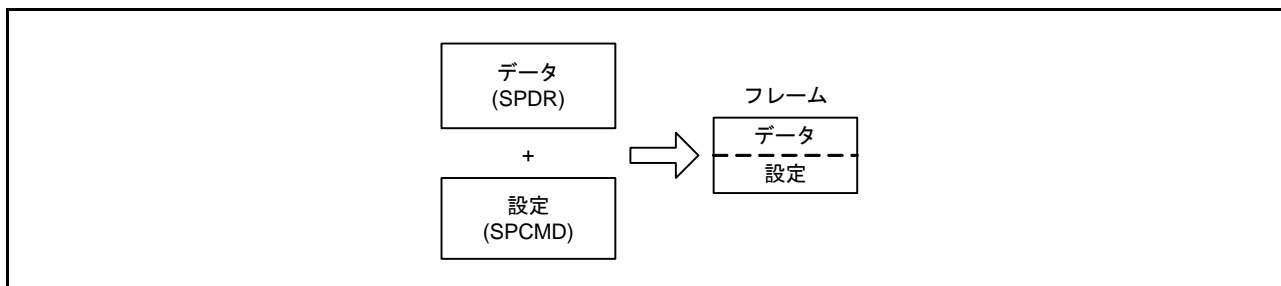 データ
(SPDR)
+
設定
(SPCMD)
フレーム
データ
設定